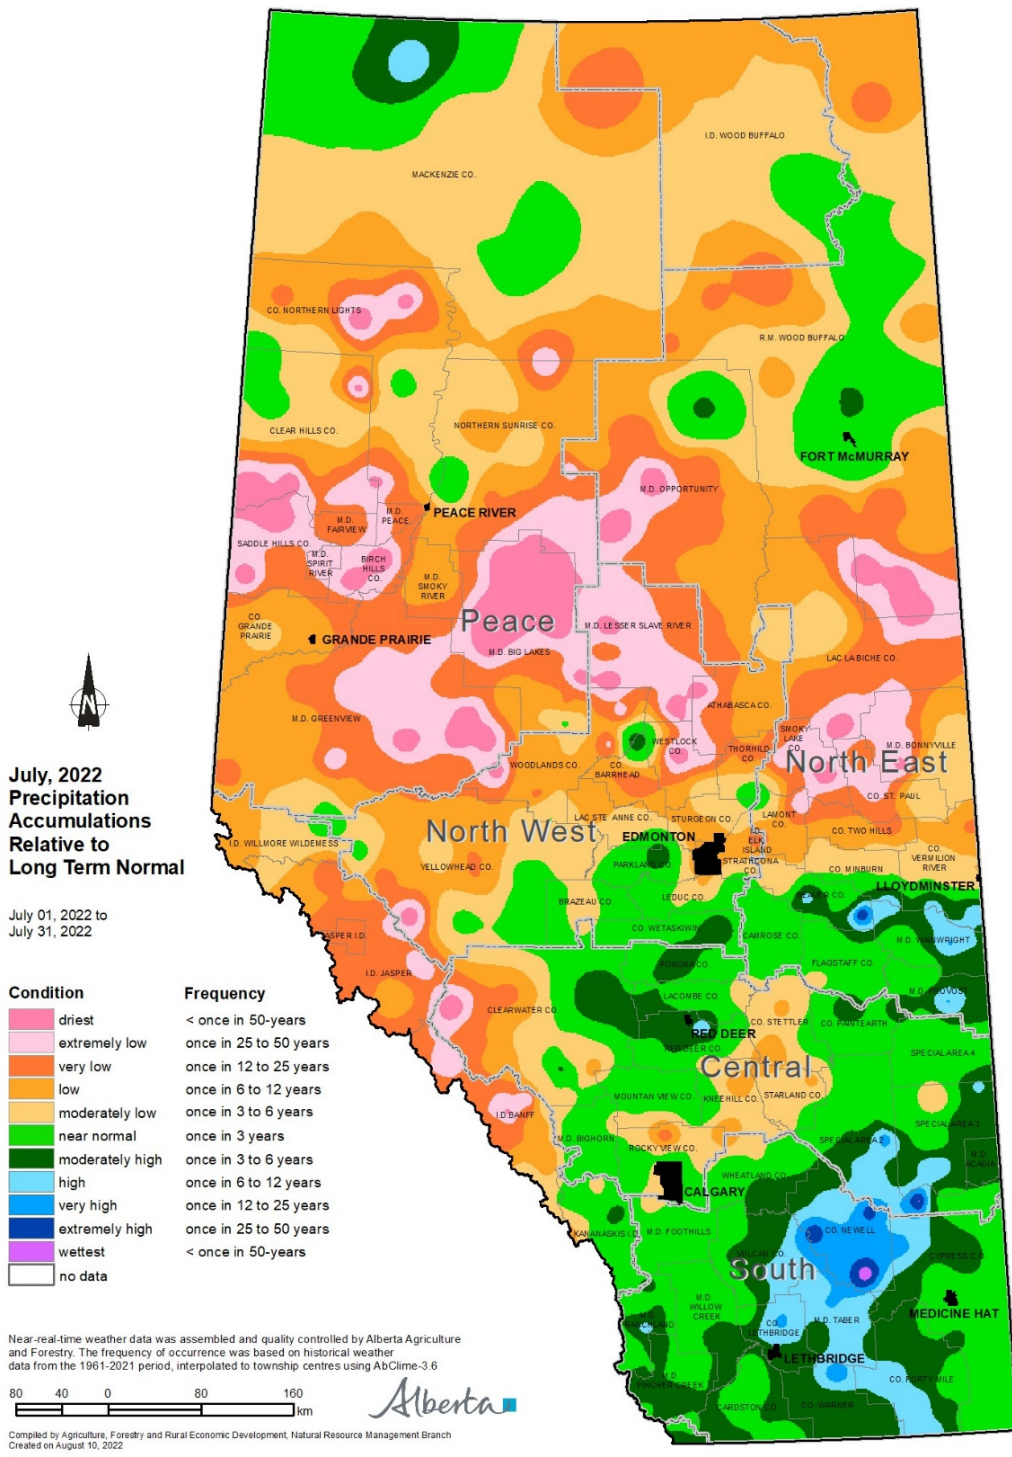 I.D. WOOD BUFFALO
MACKENZIE CO.
CO. NORTHERN LIGHTS
R.M. WOOD BUFFALO
CLEAR HILLS CO.
NORTHERN SUNRISE CO.
FORT McMURRAY
M.D. OPPORTUNITY
PEACE RIVER
M.D.
PEACE
M.D.
FAIRVIEW
SADDLE HILLS CO.
M.D.
SPIRIT
RIVER
BIRCH
HILLS
CO.
M.D.
SMOKY
RIVER
CO.
GRANDE
PRAIRIE
GRANDE PRAIRIE
Peace
M.D. LESSER SLAVE RIVER
M.D. BIG LAKES
LAC LA BICHE CO.
N
M.D. GREENVIEW
ATHABASCA CO.
SMOKY
LAKE
CO.
M.D. BONNYVILLE
WESTLOCK
CO.
THORHILD
CO.
North East
WOODLANDS CO.
CO.
BARRHEAD
CO. ST. PAUL
July, 2022
Precipitation
Accumulations
Relative to
Long Term Normal
July 01, 2022 to
July 31, 2022
LAC STE ANNE CO.
STURGEON CO.
LAMONT
CO.
North West
EDMONTON
I.D.
ELK
ISLAND
CO. TWO HILLS
I.D. WILLMORE WILDERNESS
STRATHCONA
CO.
CO.
VERMILION
RIVER
YELLOWHEAD CO.
PARKLAND CO.
CO. MINBURN
LLOYDMINSTER
BRAZEAU CO.
LEDUC CO.
BEAVER CO.
CO. WETASKIWIN
CAMROSE CO.
M.D. WAINWRIGHT
JASPER I.D.
I.D. JASPER
PONOKA CO.
FLAGSTAFF CO.
M.D. PROVOST
LACOMBE CO.
CLEARWATER CO.
RED DEER
RED DEER CO.
CO. STETTLER
CO. PAINTEARTH
SPECIAL AREA 4
Central
MOUNTAIN VIEW CO.
KNEEHILL CO.
STARLAND CO.
I.D. BANFF
SPECIAL AREA 3
M.D. BIGHORN
ROCKY VIEW CO.
SPECIAL AREA 2
M.D.
ACADIA
WHEATLAND CO.
CALGARY
KANANASKIS I.D.
M.D. FOOTHILLS
CO. NEWELL
VULCAN CO.
CYPRESS CO.
South
M.D.
WILLOW
CREEK
MEDICINE HAT
M.D.
RANCHLAND
CO.
LETHBRIDGE
M.D. TABER
LETHBRIDGE
M.D.
PINCHER CREEK
CO. FORTY MILE
CARDSTON CO.
CO. WARNER
Condition Frequency
driest < once in 50-years
extremely low once in 25 to 50 years
very low once in 12 to 25 years
low once in 6 to 12 years
moderately low once in 3 to 6 years
near normal once in 3 years
moderately high once in 3 to 6 years
high once in 6 to 12 years
very high once in 12 to 25 years
extremely high once in 25 to 50 years
wettest < once in 50-years
no data
Near-real-time weather data was assembled and quality controlled by Alberta Agriculture
and Forestry. The frequency of occurrence was based on historical weather
data from the 1961-2021 period, interpolated to township centres using AbClime-3.6
80 40 0 80 160
km
Alberta
Compiled by Agriculture, Forestry and Rural Economic Development, Natural Resource Management Branch
Created on August 10, 2022